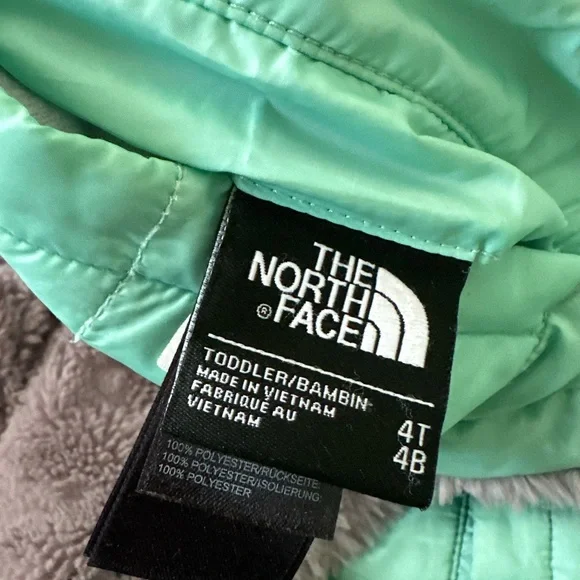 THE
NORTH
FACE
®
TODDLER/BAMBIN
MADE IN VIETNAM
FABRIQUÉ AU
VIETNAM
4T
4B
100% POLYESTER/RÜCKSEITE:
100% POLYESTER/ISOLIERUNG:
100% POLYESTER